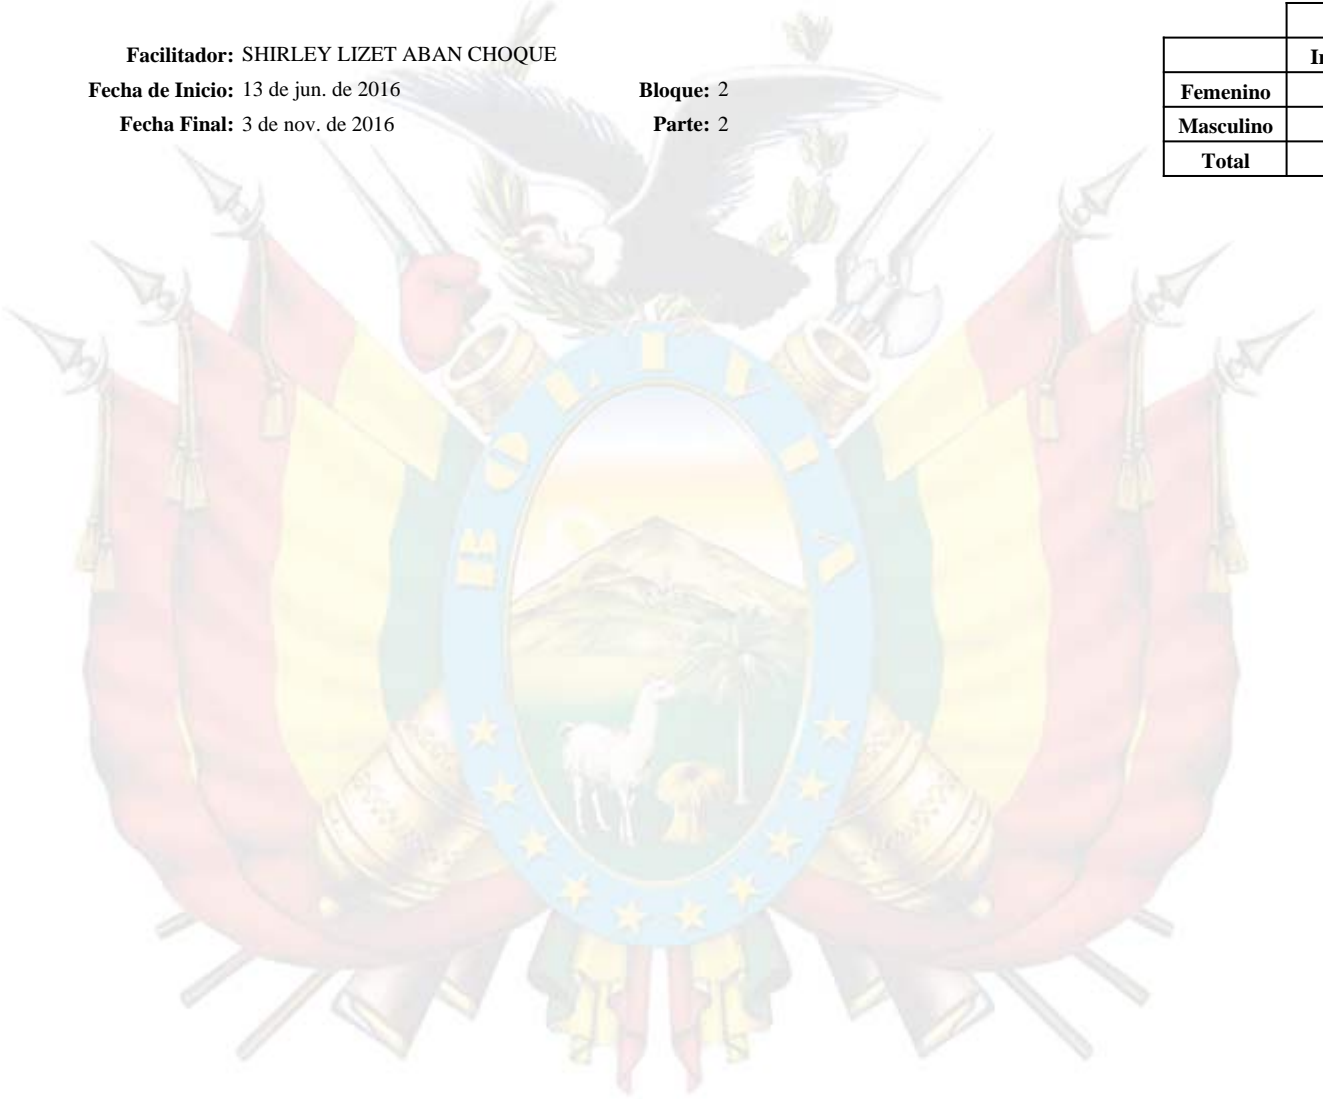 Facilitador: SHIRLEY LIZET ABAN CHOQUE
Fecha de Inicio: 13 de jun. de 2016 Bloque: 2
Fecha Final: 3 de nov. de 2016 Parte: 2
Femenino
Masculino
Total
BOLIVIA